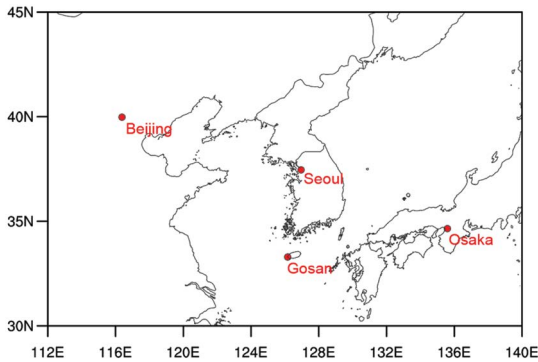 45N
40N
Beijing
Seoul
35N
Osaka
Gosan
30N
112E 116E 120E 124E 128E 132E 136E 140E